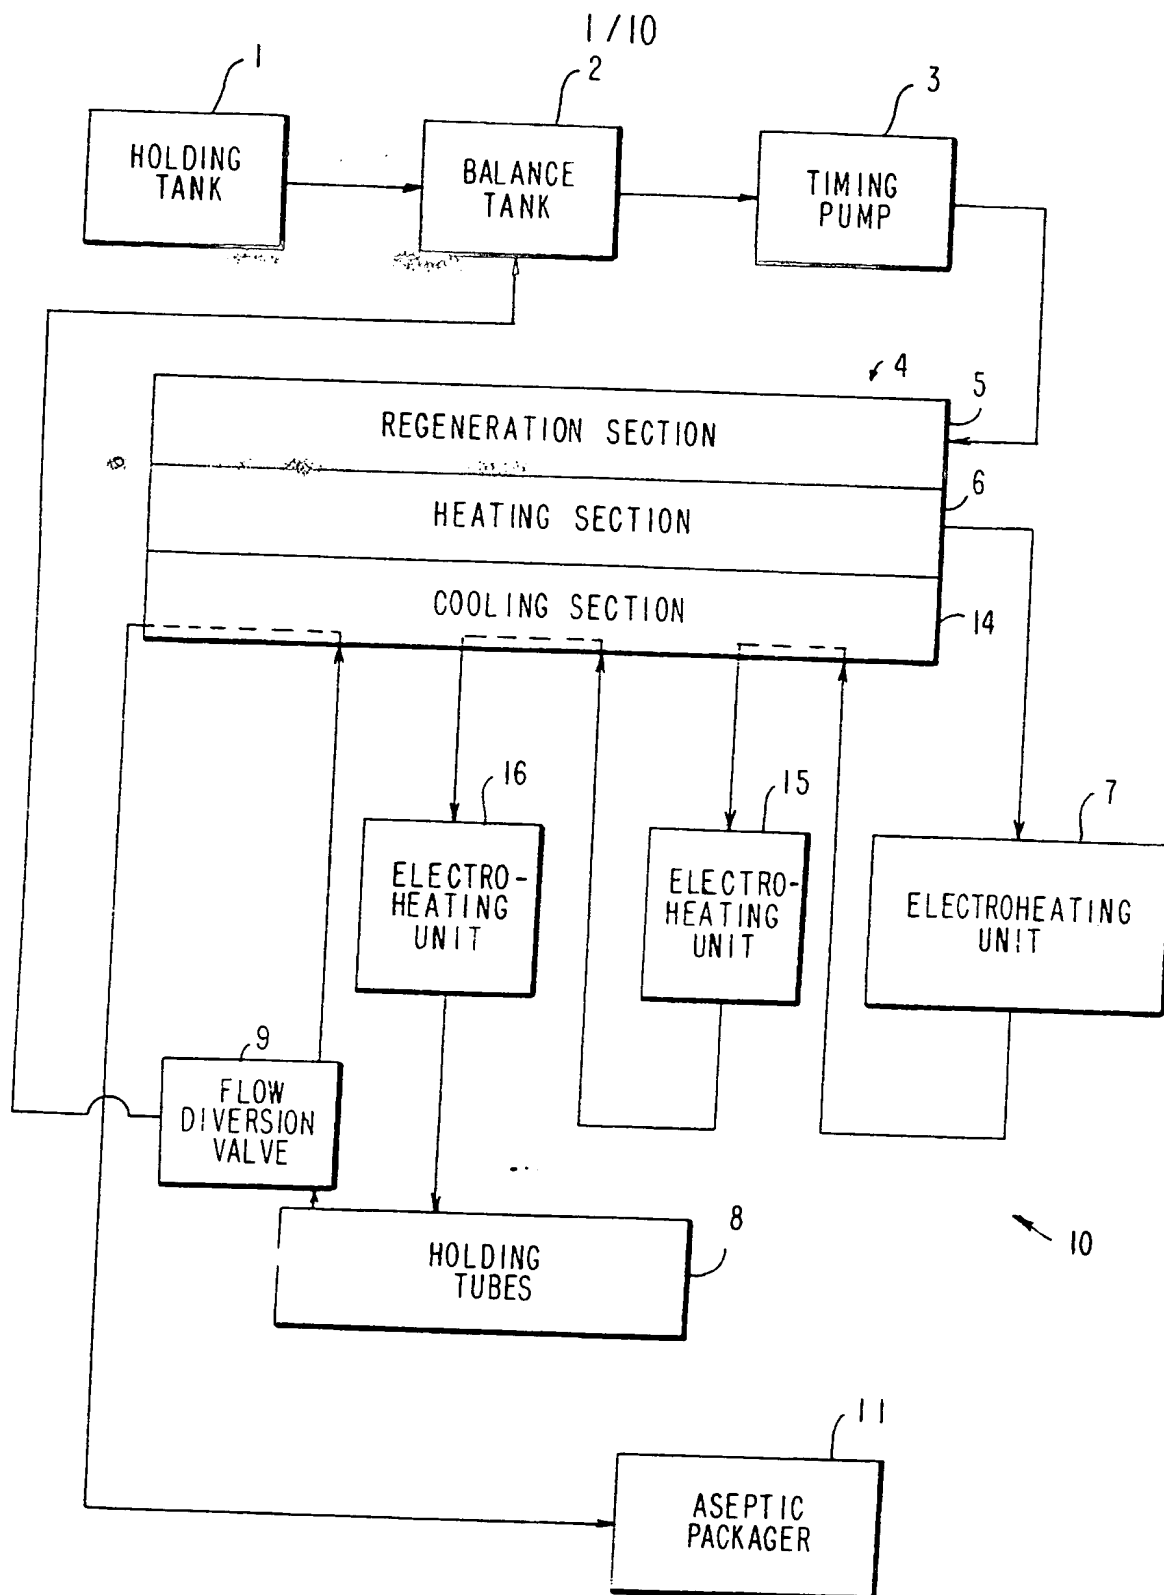 1/10
1
2
3
HOLDING
TANK
BALANCE
TANK
TIMING
PUMP
4
5
REGENERATION SECTION
6
HEATING SECTION
COOLING SECTION
14
16
15
7
ELECTRO-
HEATING
UNIT
ELECTRO-
HEATING
UNIT
ELECTROHEATING
UNIT
9
FLOW
DIVERSION
VALVE
8
HOLDING
TUBES
10
11
ASEPTIC
PACKAGER